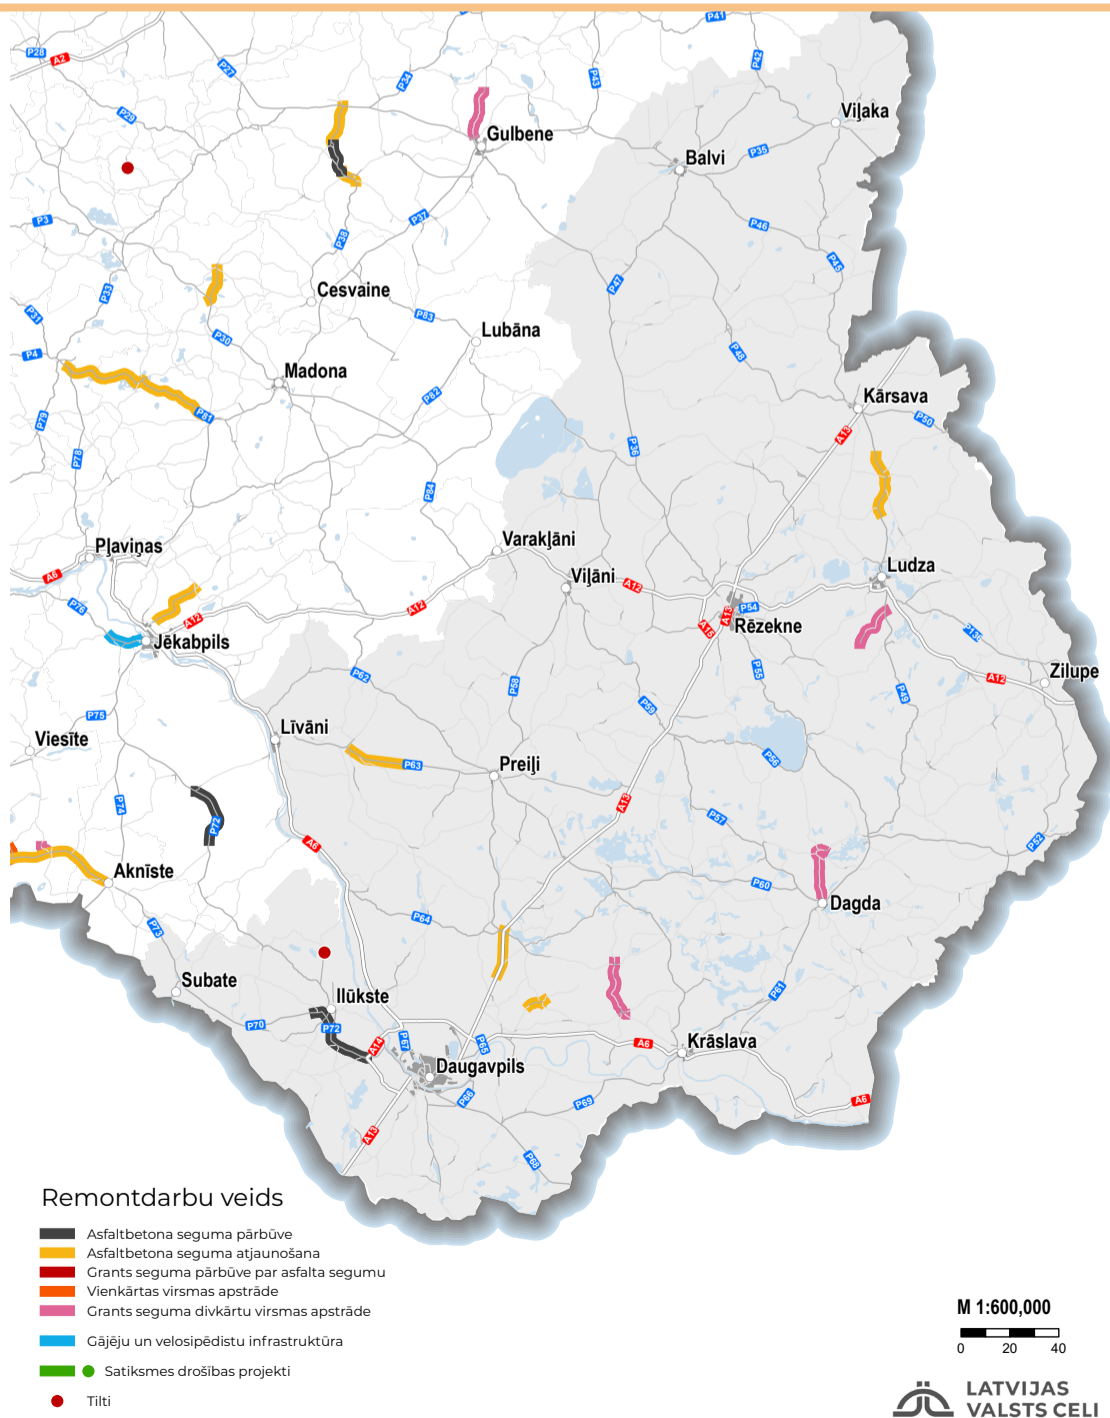 P41
P28
A2
P27
P34
P43
P42
P29
Viļaka
Gulbene
Balvi
P35
P3
P37
P46
P38
P45
P33
P47
Cesvaine
P31
P83
Lubāna
P30
P48
P4
Madona
P82
Kārsava
P79
P81
P50
A13
P36
P78
P84
Varakļāni
Pļaviņas
Ludza
A6
Viļāni
A12
P76
A12
P54
A12
A13
Rēzekne
A15
P136
Jēkabpils
P62
P55
Zilupe
P58
A12
P49
P59
P75
Līvāni
Viesīte
P56
P63
Preiļi
P74
A13
P57
P72
A6
P52
Aknīste
P60
Dagda
P64
P73
Subate
P61
Ilūkste
P70
P72
P67
P65
A14
A6
Krāslava
Daugavpils
P66
P69
A6
A13
P68
Remontdarbu veids
Asfaltbetona seguma pārbūve
Asfaltbetona seguma atjaunošana
Grants seguma pārbūve par asfalta segumu
Vienkārtas virsmas apstrāde
Grants seguma divkārtu virsmas apstrāde
Gājēju un velosipēdistu infrastruktūra
Satiksmes drošības projekti
Tilti
M 1:600,000
0 20 40
LATVIJAS
VALSTS CEĻI